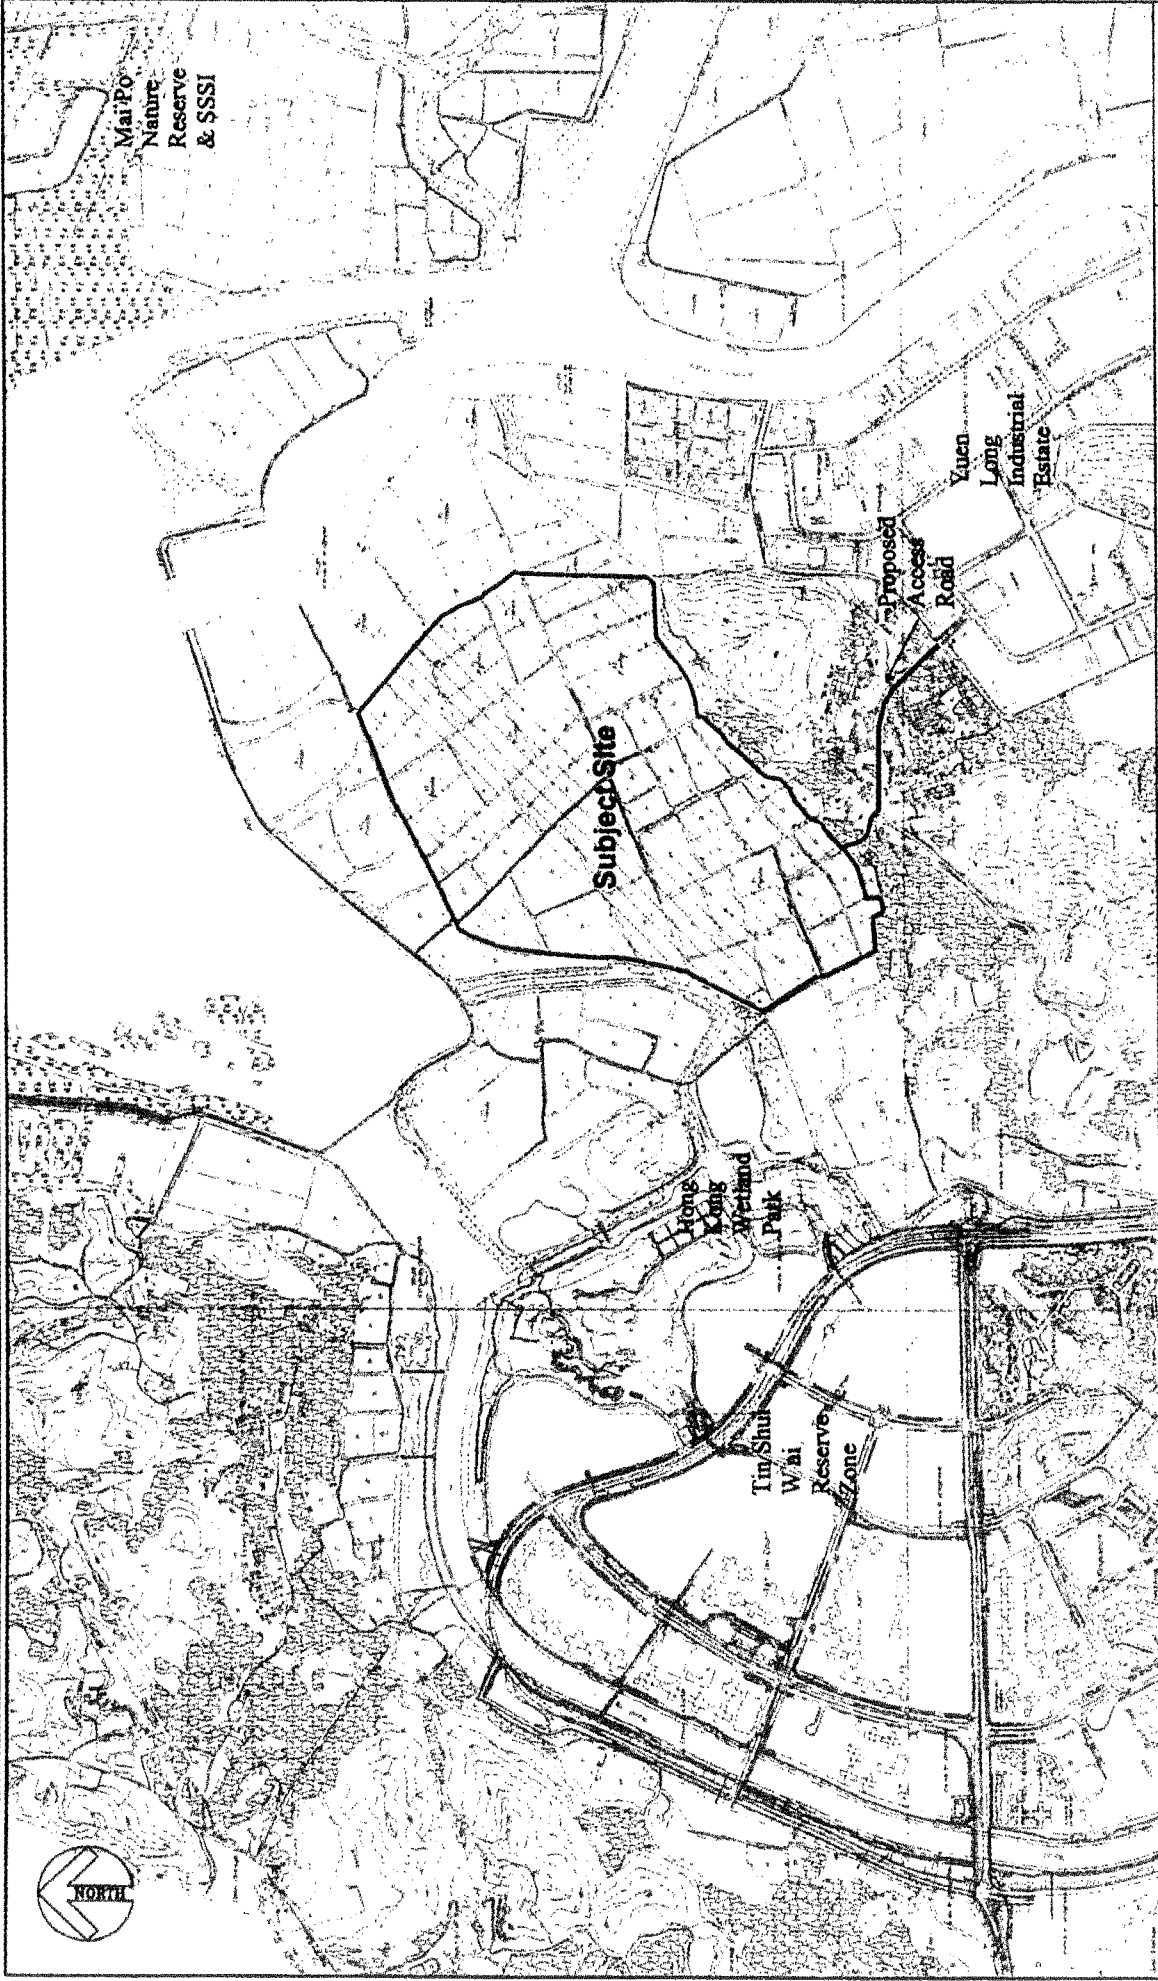 Mai Po
Nature
Reserve
& SSSI
Subject Site
Proposed
Access
Road
Yuen
Long
Industrial
Estate
Hong
Kong
Wetland
Park
Tin Shui
Wai
Reserve
Zone
NORTH